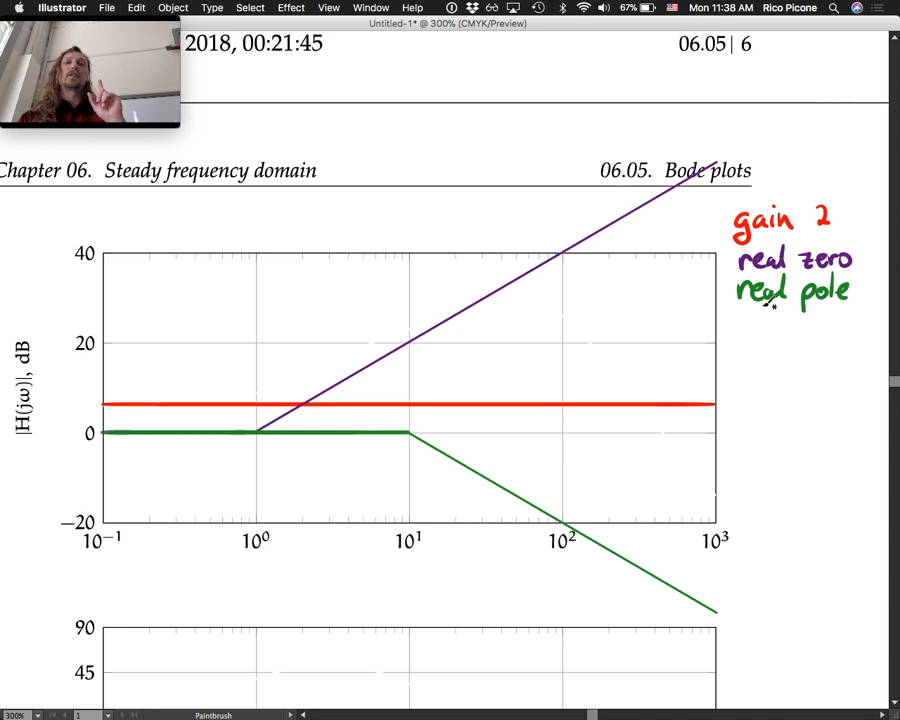 Illustrator File Edit Object Type Select Effect View Window Help 67% Mon 11:38 AM Rico Picone
Untitled-1* @ 300% (CMYK/Preview)
2018, 00:21:45 06.05 | 6
Chapter 06. Steady frequency domain 06.05. Bode plots
gain 2
real zero
real pole
40
20
0
−20
|H(jω)|, dB
10⁻¹ 10⁰ 10¹ 10² 10³
90
45
300% 1 Paintbrush